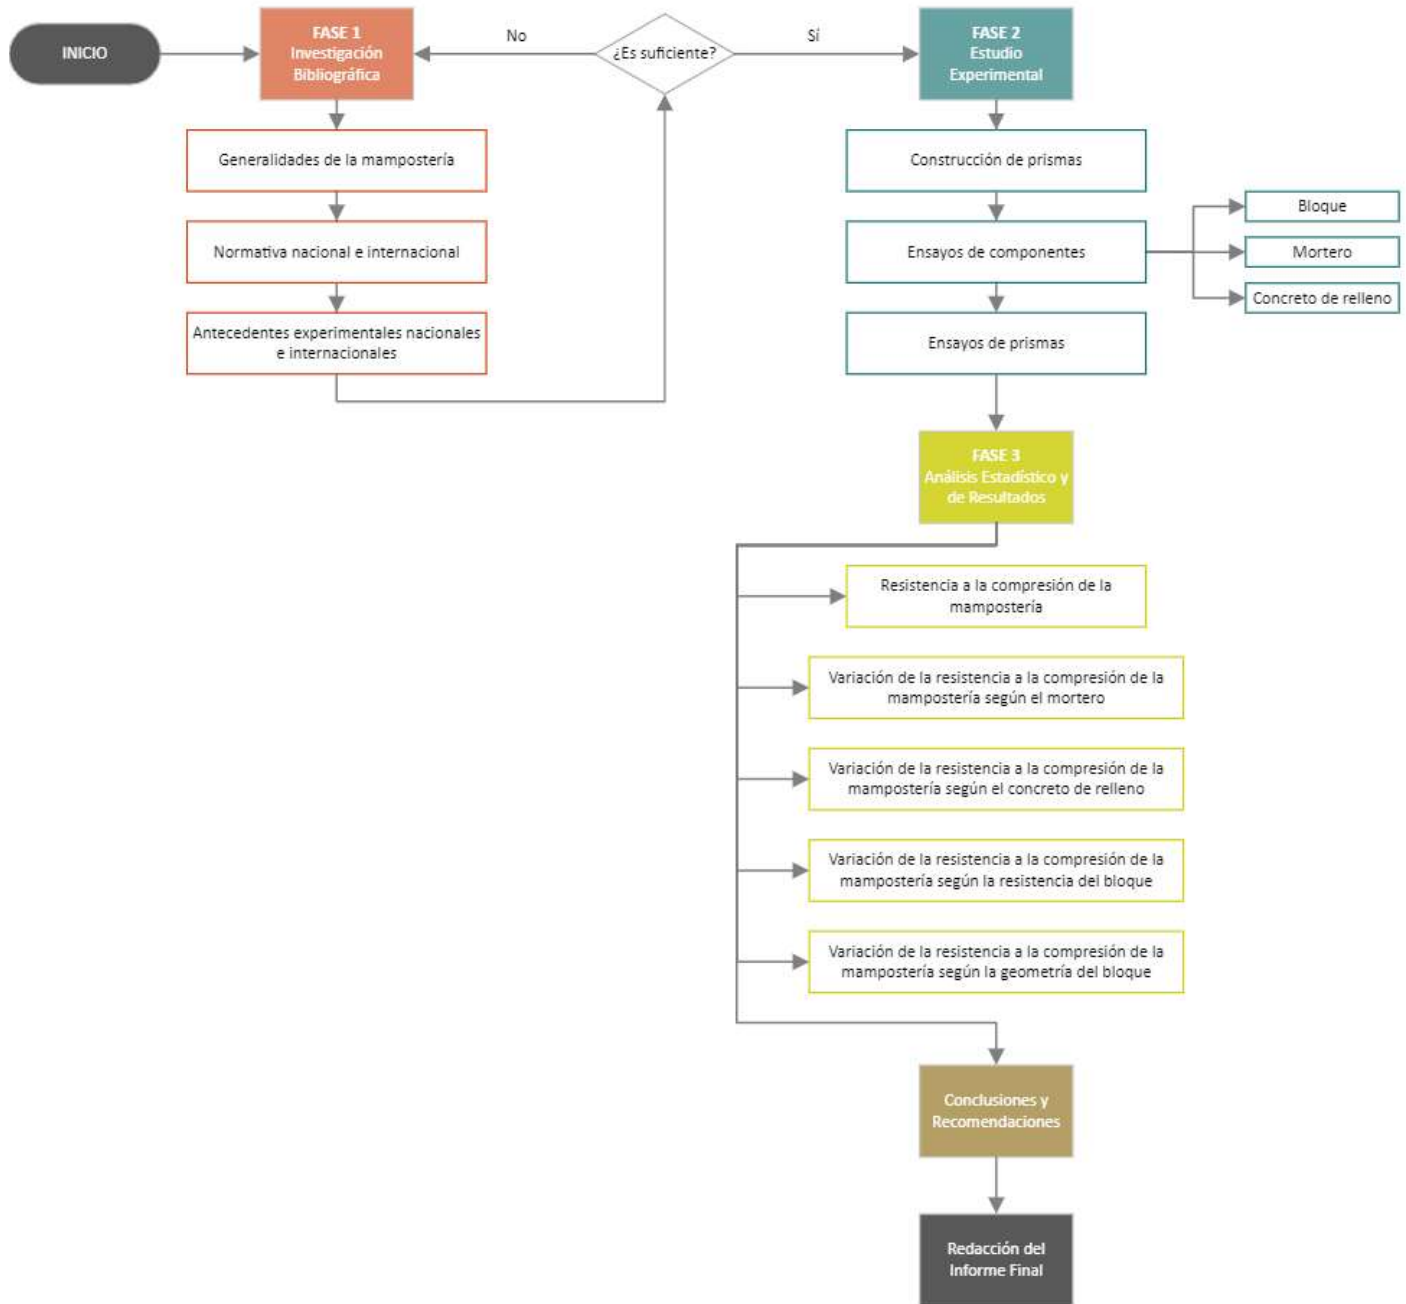 INICIO
FASE 1
Investigación
Bibliográfica
No
¿Es suficiente?
Sí
FASE 2
Estudio
Experimental
Generalidades de la mampostería
Normativa nacional e internacional
Antecedentes experimentales nacionales
e internacionales
Construcción de prismas
Ensayos de componentes
Bloque
Mortero
Concreto de relleno
Ensayos de prismas
FASE 3
Análisis Estadístico y
de Resultados
Resistencia a la compresión de la
mampostería
Variación de la resistencia a la compresión de la
mampostería según el mortero
Variación de la resistencia a la compresión de la
mampostería según el concreto de relleno
Variación de la resistencia a la compresión de la
mampostería según la resistencia del bloque
Variación de la resistencia a la compresión de la
mampostería según la geometría del bloque
Conclusiones y
Recomendaciones
Redacción del
Informe Final